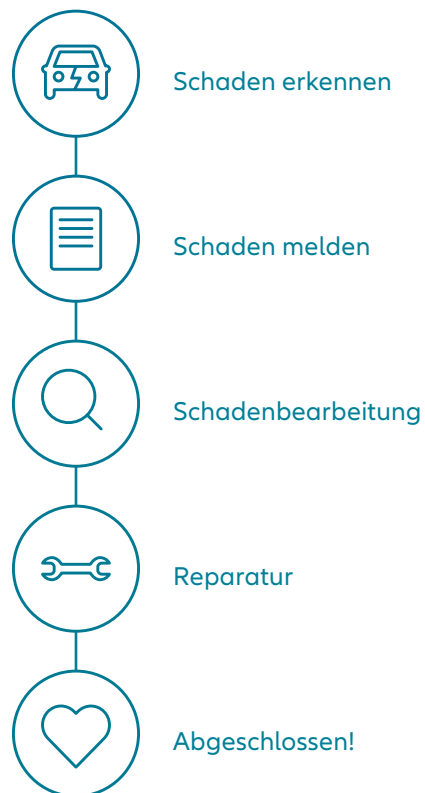 Schaden erkennen
Schaden melden
Schadenbearbeitung
Reparatur
Abgeschlossen!